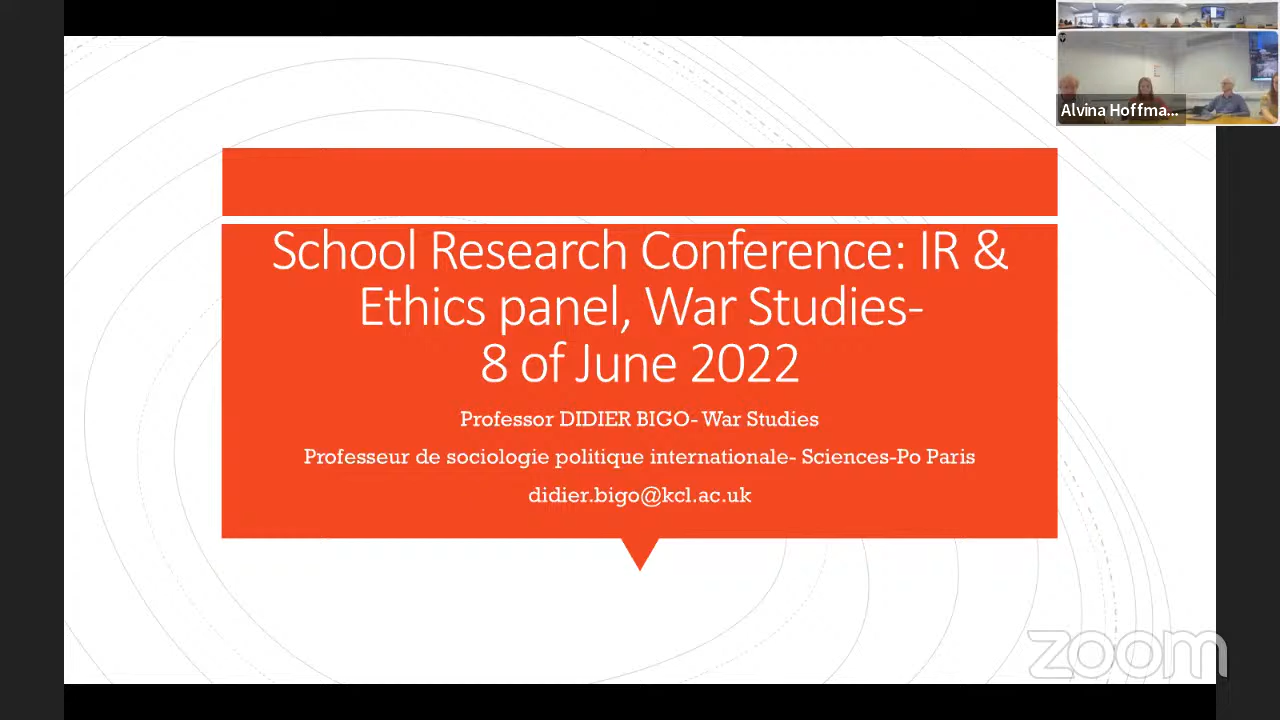 Alvina Hoffma...
School Research Conference: IR &
Ethics panel, War Studies-
8 of June 2022
Professor DIDIER BIGO- War Studies
Professeur de sociologie politique internationale- Sciences-Po Paris
didier.bigo@kcl.ac.uk
zoom